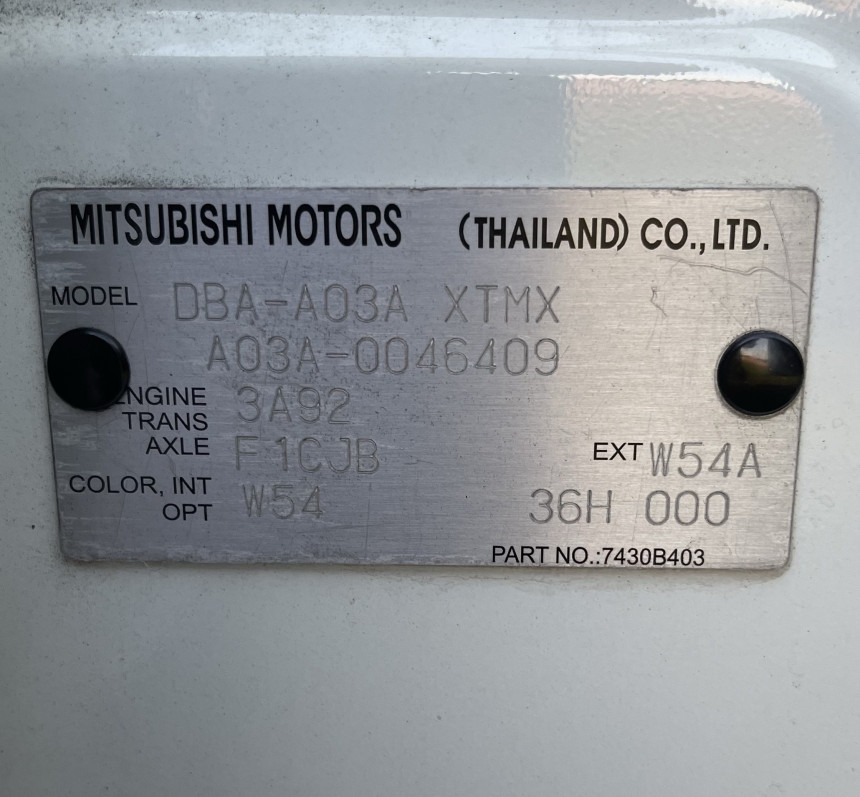 MITSUBISHI MOTORS (THAILAND) CO., LTD.
MODEL DBA-A03A XTMX
A03A-0046409
ENGINE 3A92
TRANS
AXLE F1CJB EXT W54A
COLOR, INT W54 36H 000
OPT
PART NO.:7430B403